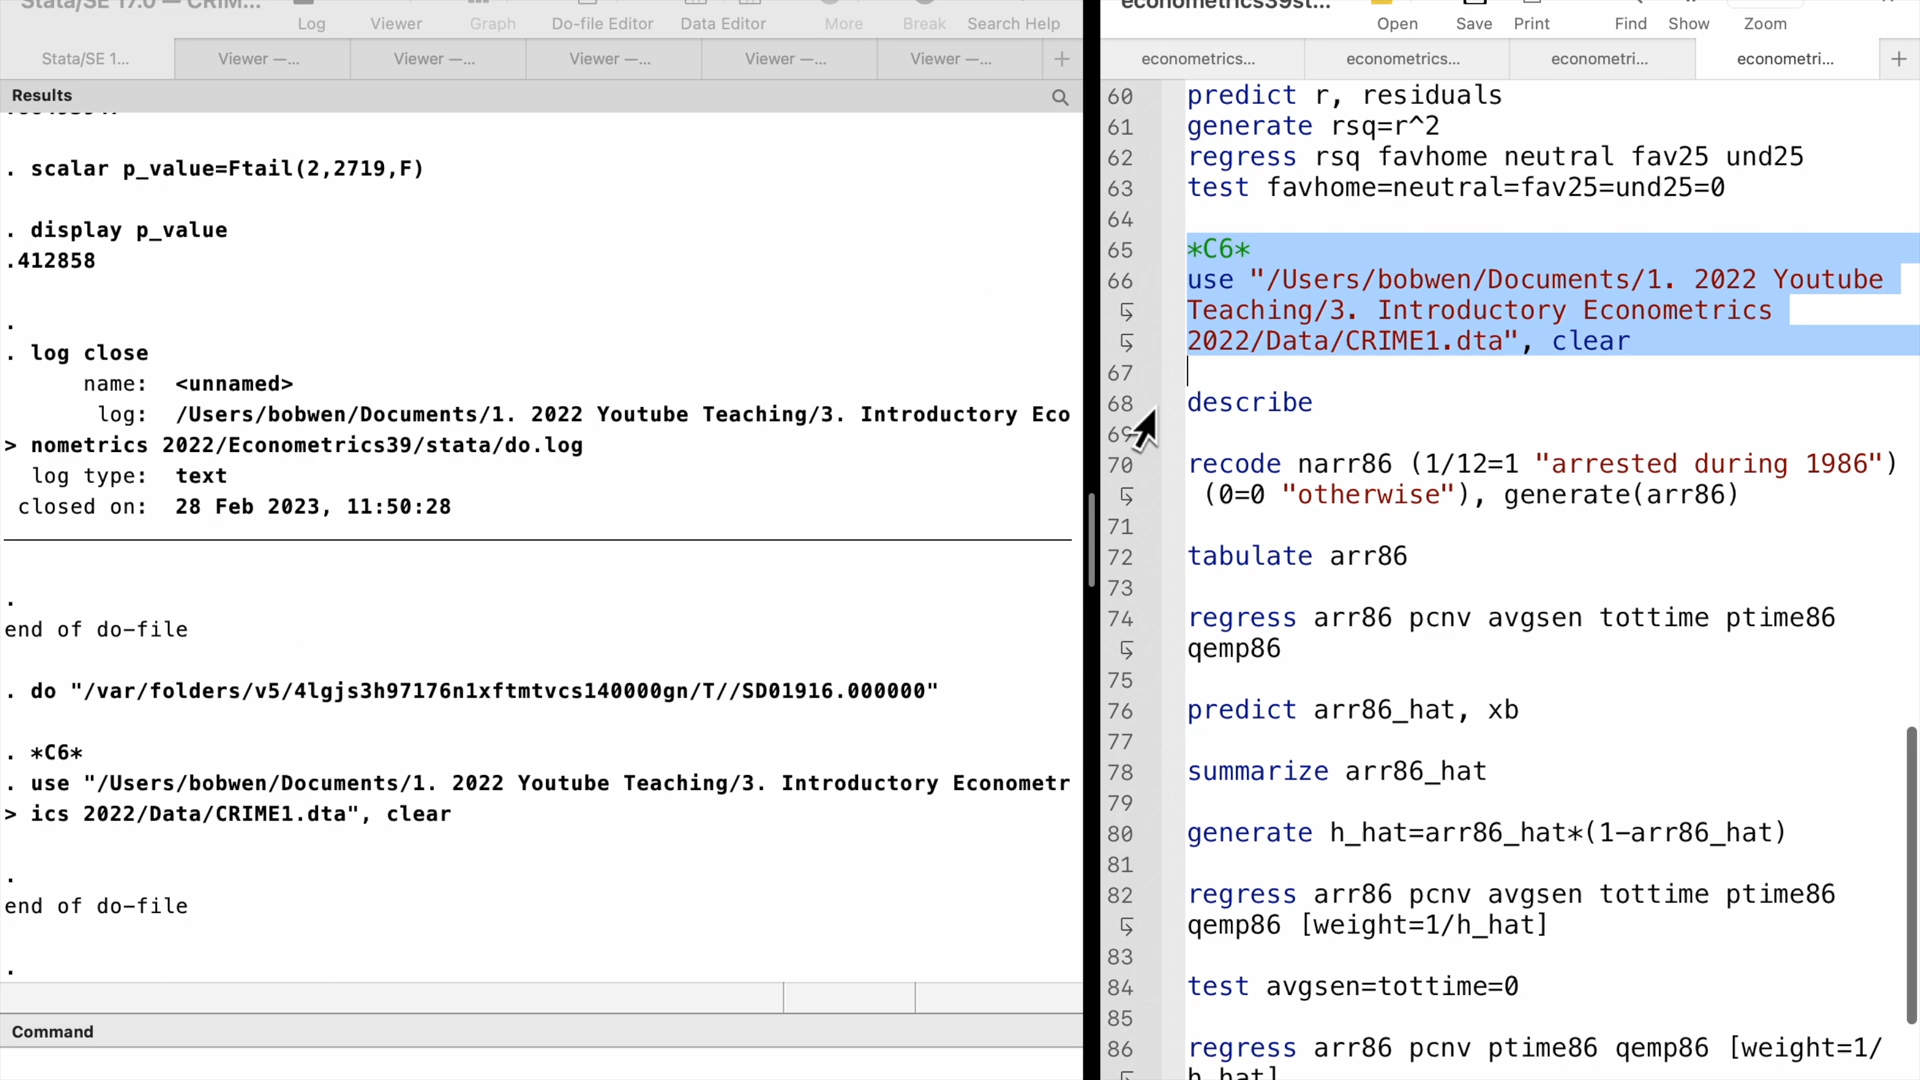 Stata/SE 17.0 — CRIM...
Log Viewer Graph Do-file Editor Data Editor More Break Search Help
Stata/SE 1... Viewer —... Viewer —... Viewer —... Viewer —... Viewer —... +
Results
. scalar p_value=Ftail(2,2719,F)
. display p_value
.412858
.
. log close
name: <unnamed>
log: /Users/bobwen/Documents/1. 2022 Youtube Teaching/3. Introductory Eco
> nometrics 2022/Econometrics39/stata/do.log
log type: text
closed on: 28 Feb 2023, 11:50:28
.
end of do-file
. do "/var/folders/v5/4lgjs3h97176n1xftmtvcs140000gn/T//SD01916.000000"
. *C6*
. use "/Users/bobwen/Documents/1. 2022 Youtube Teaching/3. Introductory Econometr
> ics 2022/Data/CRIME1.dta", clear
.
end of do-file
.
Command
econometrics39st...
Open Save Print Find Show Zoom
econometrics... econometrics... econometri... econometri... +
60 predict r, residuals
61 generate rsq=r^2
62 regress rsq favhome neutral fav25 und25
63 test favhome=neutral=fav25=und25=0
64
65 *C6*
66 use "/Users/bobwen/Documents/1. 2022 Youtube
Teaching/3. Introductory Econometrics
2022/Data/CRIME1.dta", clear
67
68 describe
69
70 recode narr86 (1/12=1 "arrested during 1986")
(0=0 "otherwise"), generate(arr86)
71
72 tabulate arr86
73
74 regress arr86 pcnv avgsen tottime ptime86
qemp86
75
76 predict arr86_hat, xb
77
78 summarize arr86_hat
79
80 generate h_hat=arr86_hat*(1-arr86_hat)
81
82 regress arr86 pcnv avgsen tottime ptime86
qemp86 [weight=1/h_hat]
83
84 test avgsen=tottime=0
85
86 regress arr86 pcnv ptime86 qemp86 [weight=1/
h_hat]